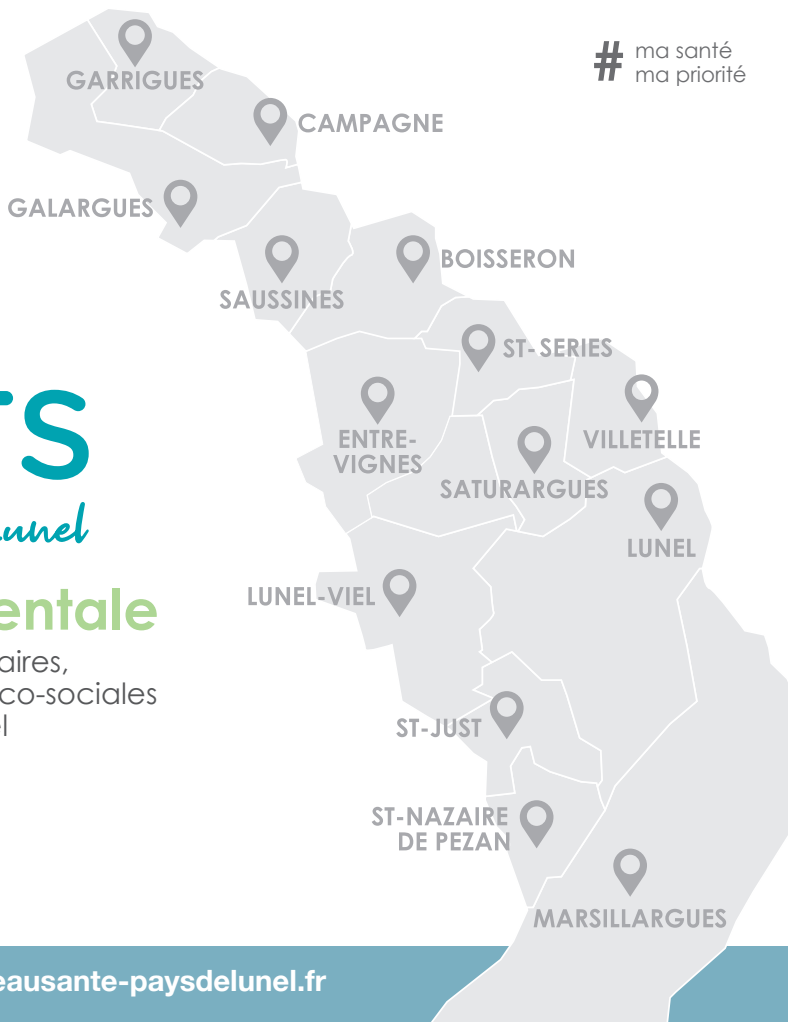 # ma santé
ma priorité
GARRIGUES
CAMPAGNE
GALARGUES
BOISSERON
SAUSSINES
ST-SERIES
TS
ENTRE-
VIGNES
VILLETELLE
SATURARGUES
unel
LUNEL
LUNEL-VIEL
entale
aires,
co-sociales
el
ST-JUST
ST-NAZAIRE
DE PEZAN
MARSILLARGUES
eausante-paysdelunel.fr